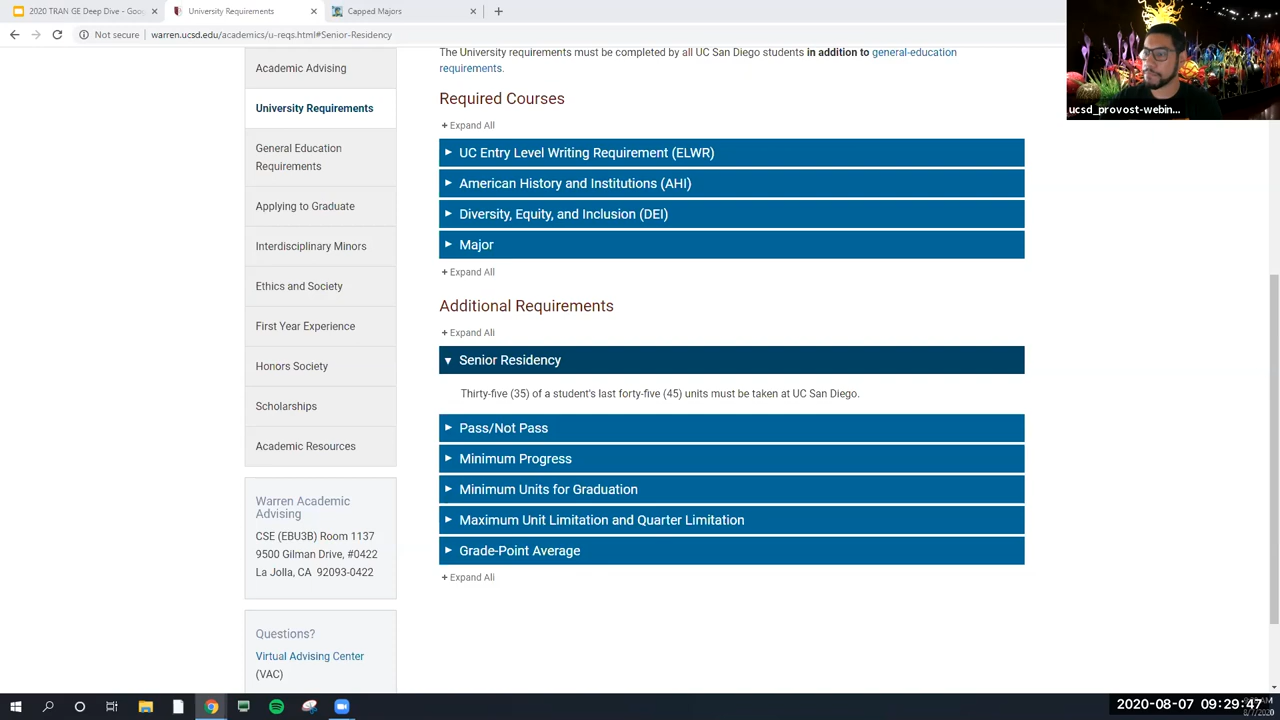 2020 TRAN GE Deep Dive - Goo
University Requirements
Capped Majors
Not secure
warren.ucsd.edu/academics/u-reqs.html#Senior-Residency
ucsd_provost-webin...
Academic Advising
University Requirements
General Education
Requirements
Applying to Graduate
Interdisciplinary Minors
Ethics and Society
First Year Experience
Honors Society
Scholarships
Academic Resources
Warren Academic
Advising
CSE (EBU3B) Room 1137
9500 Gilman Drive, #0422
La Jolla, CA 92093-0422
Questions?
Virtual Advising Center
(VAC)
The University requirements must be completed by all UC San Diego students in addition to general-education
requirements.
Required Courses
+ Expand All
UC Entry Level Writing Requirement (ELWR)
American History and Institutions (AHI)
Diversity, Equity, and Inclusion (DEI)
Major
+ Expand All
Additional Requirements
+ Expand All
Senior Residency
Thirty-five (35) of a student's last forty-five (45) units must be taken at UC San Diego.
Pass/Not Pass
Minimum Progress
Minimum Units for Graduation
Maximum Unit Limitation and Quarter Limitation
Grade-Point Average
+ Expand All
2020-08-07 09:29:47
8/7/2020